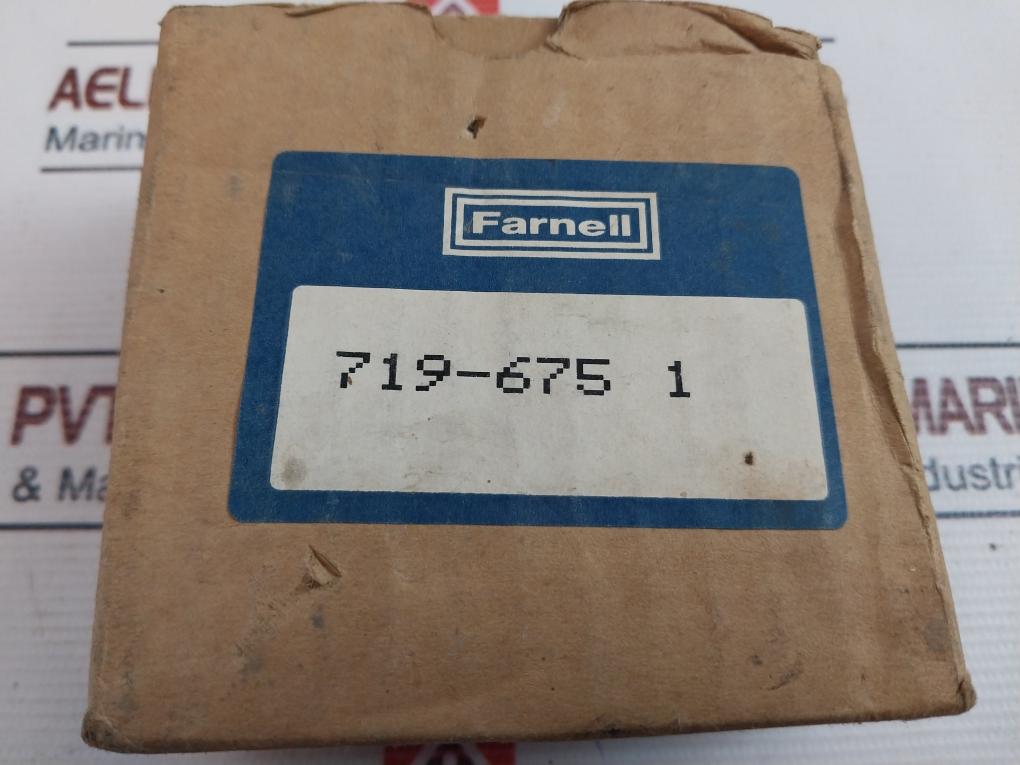 AEL
Marin
Farnell
719-675 1
PVT
MARI
& Ma
dustri